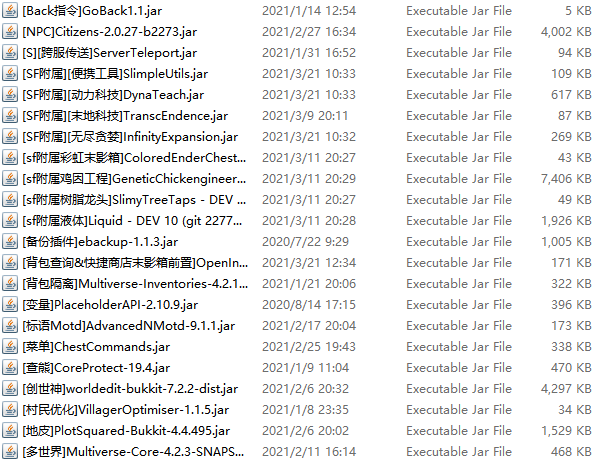 [Back指令]GoBack1.1.jar 2021/1/14 12:54 Executable Jar File 5 KB
[NPC]Citizens-2.0.27-b2273.jar 2021/2/27 16:34 Executable Jar File 4,002 KB
[S][跨服传送]ServerTeleport.jar 2021/1/31 16:52 Executable Jar File 94 KB
[SF附属][便携工具]SlimpleUtils.jar 2021/3/21 10:33 Executable Jar File 109 KB
[SF附属][动力科技]DynaTeach.jar 2021/3/21 10:33 Executable Jar File 617 KB
[SF附属][末地科技]TranscEndence.jar 2021/3/9 20:11 Executable Jar File 87 KB
[SF附属][无尽贪婪]InfinityExpansion.jar 2021/3/21 10:32 Executable Jar File 269 KB
[sf附属彩虹末影箱]ColoredEnderChest... 2021/3/11 20:27 Executable Jar File 43 KB
[sf附属鸡因工程]GeneticChickengineer... 2021/3/11 20:29 Executable Jar File 7,406 KB
[sf附属树脂龙头]SlimyTreeTaps - DEV ... 2021/3/11 20:27 Executable Jar File 49 KB
[sf附属液体]Liquid - DEV 10 (git 2277... 2021/3/11 20:28 Executable Jar File 1,926 KB
[备份插件]ebackup-1.1.3.jar 2020/7/22 9:29 Executable Jar File 1,005 KB
[背包查询&快捷商店末影箱前置]OpenIn... 2021/3/21 12:34 Executable Jar File 171 KB
[背包隔离]Multiverse-Inventories-4.2.1... 2021/1/21 20:06 Executable Jar File 322 KB
[变量]PlaceholderAPI-2.10.9.jar 2020/8/14 17:15 Executable Jar File 396 KB
[标语Motd]AdvancedNMotd-9.1.1.jar 2021/2/17 20:04 Executable Jar File 173 KB
[菜单]ChestCommands.jar 2021/2/25 19:43 Executable Jar File 338 KB
[查能]CoreProtect-19.4.jar 2021/1/9 11:04 Executable Jar File 470 KB
[创世神]worldedit-bukkit-7.2.2-dist.jar 2021/2/6 20:32 Executable Jar File 4,297 KB
[村民优化]VillagerOptimiser-1.1.5.jar 2021/1/8 23:35 Executable Jar File 34 KB
[地皮]PlotSquared-Bukkit-4.4.495.jar 2021/2/6 20:02 Executable Jar File 1,529 KB
[多世界]Multiverse-Core-4.2.3-SNAPS... 2021/2/11 16:14 Executable Jar File 468 KB